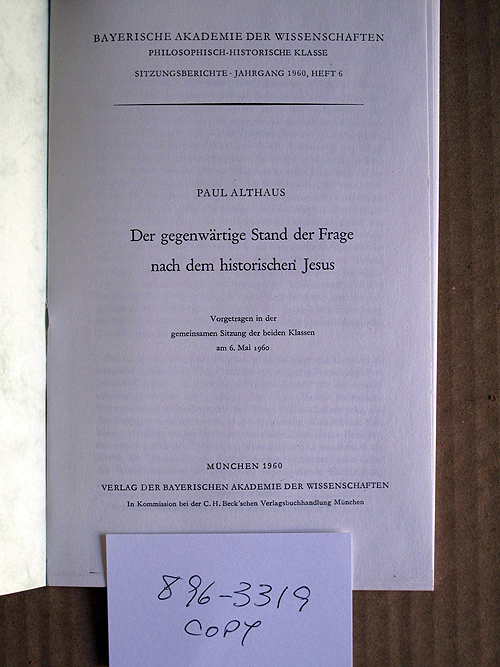 BAYERISCHE AKADEMIE DER WISSENSCHAFTEN
PHILOSOPHISCH-HISTORISCHE KLASSE
SITZUNGSBERICHTE · JAHRGANG 1960, HEFT 6
PAUL ALTHAUS
Der gegenwärtige Stand der Frage
nach dem historischen Jesus
Vorgetragen in der
gemeinsamen Sitzung der beiden Klassen
am 6. Mai 1960
MÜNCHEN 1960
VERLAG DER BAYERISCHEN AKADEMIE DER WISSENSCHAFTEN
In Kommission bei der C. H. Beck'schen Verlagsbuchhandlung München
896-3319
COPY